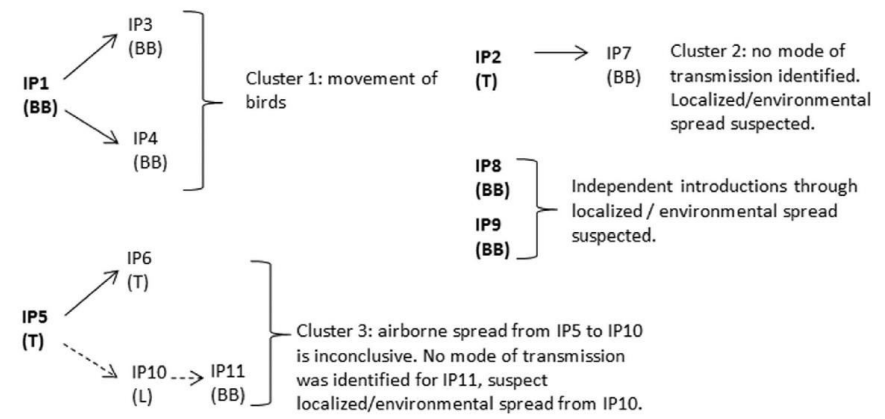 IP1
(BB)
IP3
(BB)
IP4
(BB)
Cluster 1: movement of
birds
IP2
(T)
IP7
(BB)
Cluster 2: no mode of
transmission identified.
Localized/environmental
spread suspected.
IP8
(BB)
IP9
(BB)
Independent introductions through
localized / environmental spread
suspected.
IP5
(T)
IP6
(T)
IP10
(L)
IP11
(BB)
Cluster 3: airborne spread from IP5 to IP10
is inconclusive. No mode of transmission
was identified for IP11, suspect
localized/environmental spread from IP10.